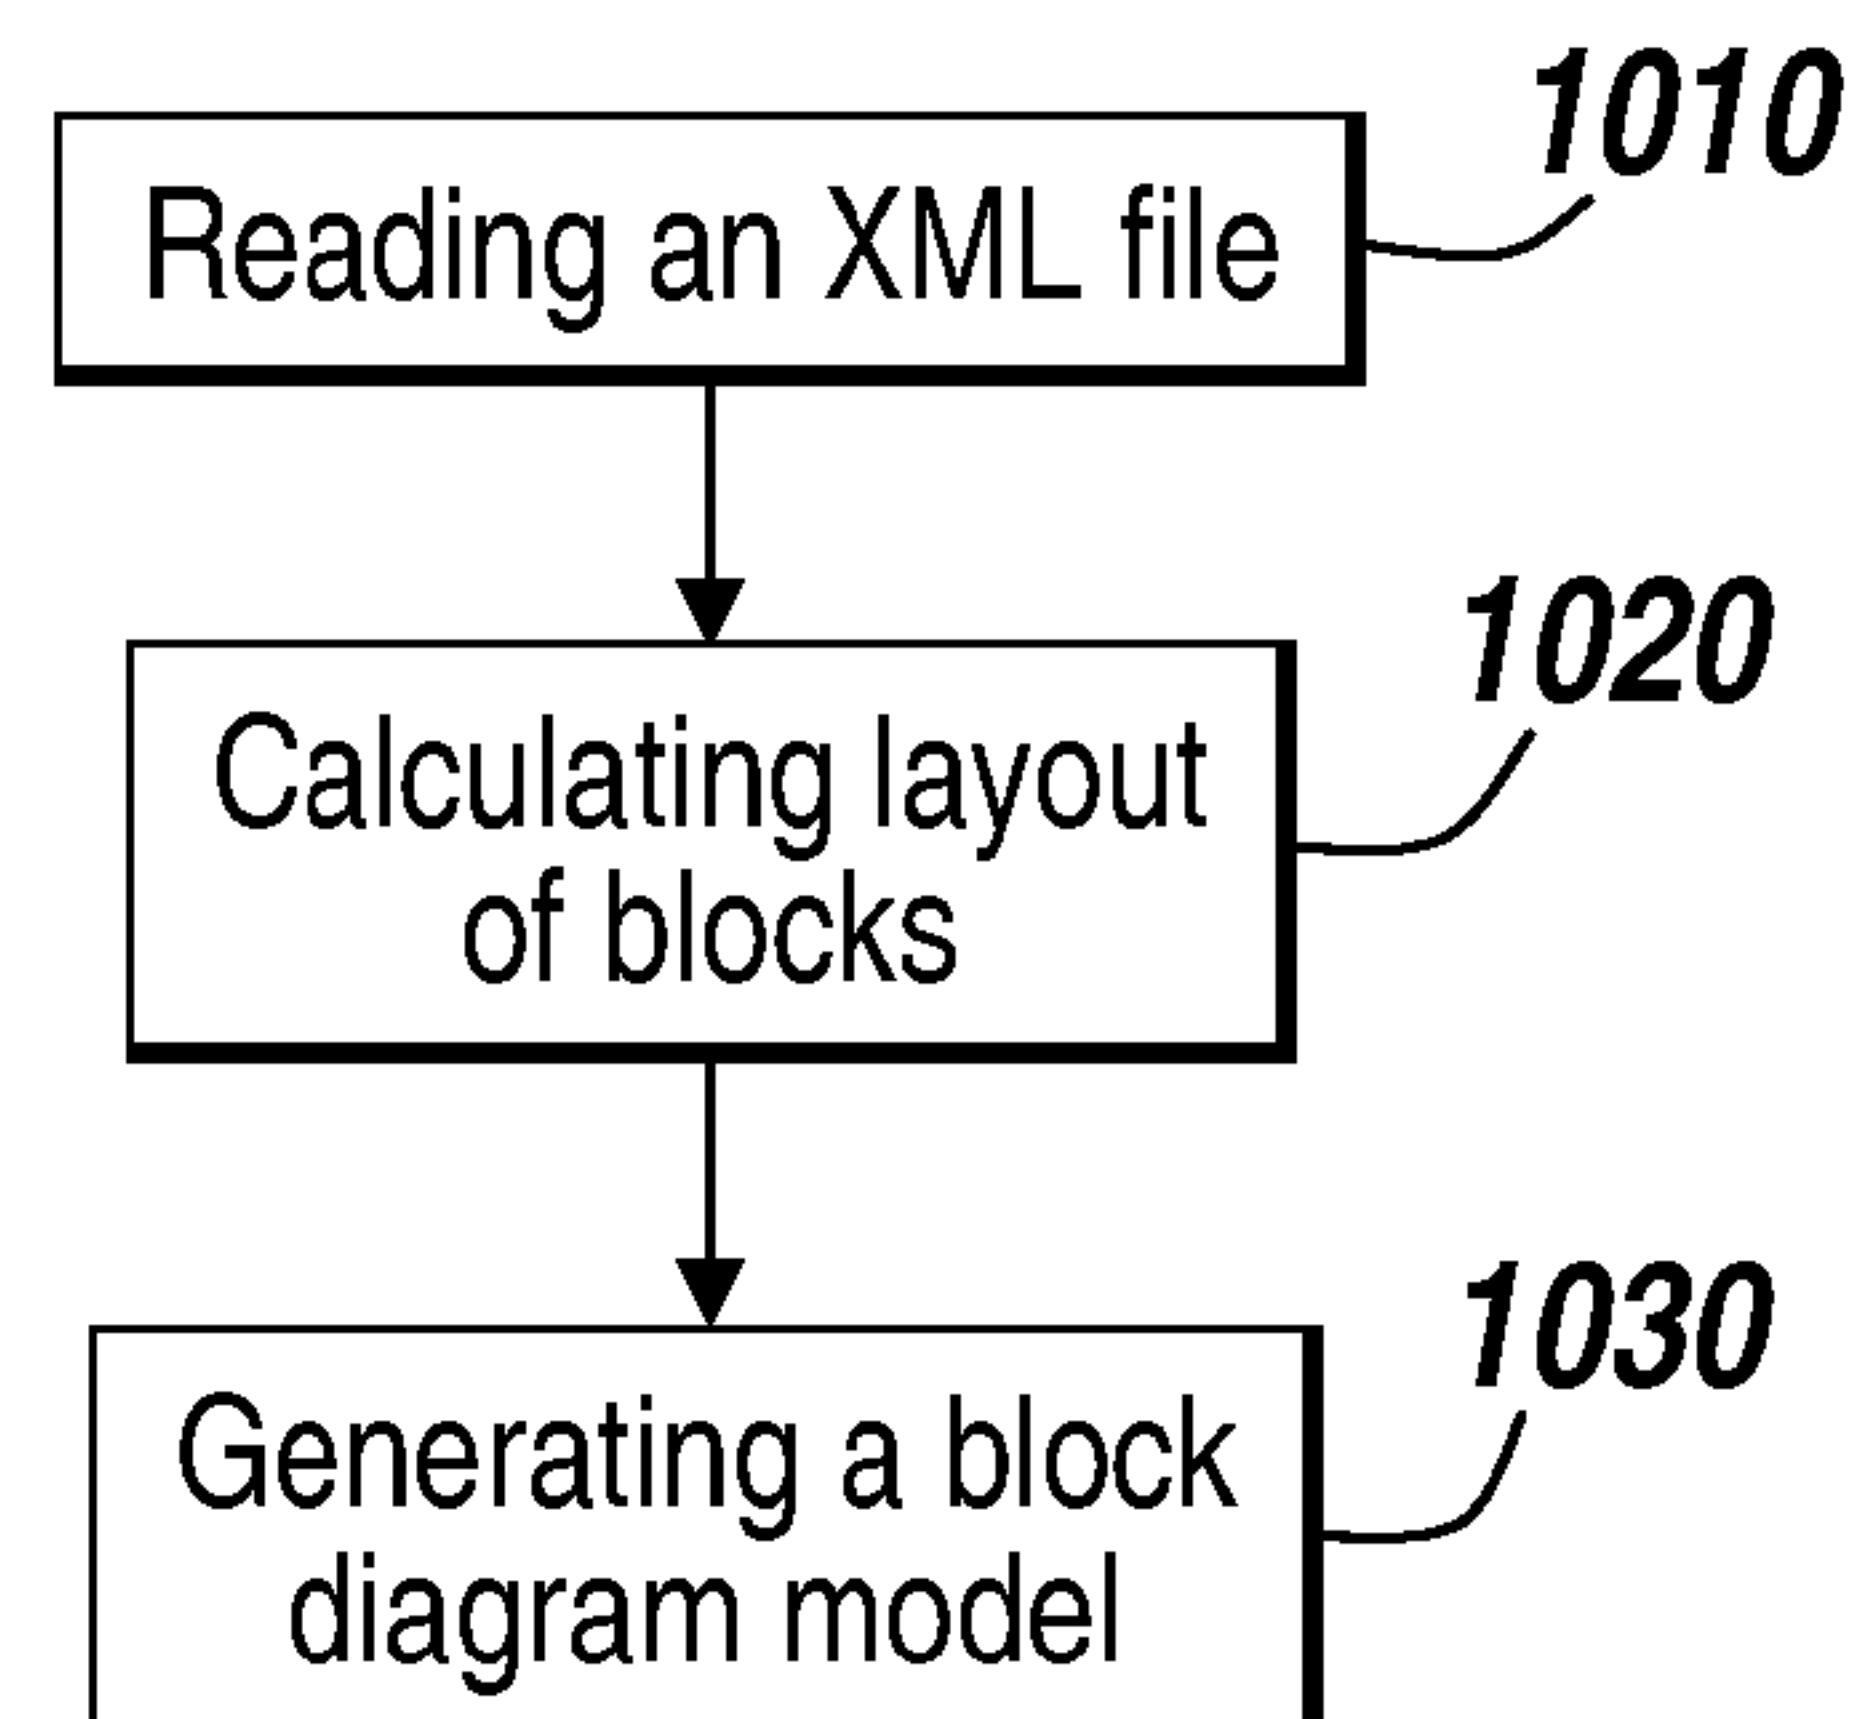 1010
Reading an XML file
1020
Calculating layout
of blocks
1030
Generating a block
diagram model